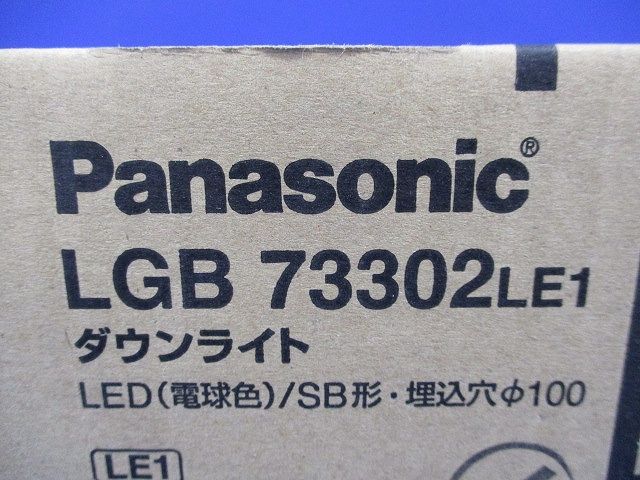 Panasonic®
LGB 73302LE1
ダウンライト
LED(電球色)/SB形・埋込穴φ100
LE1